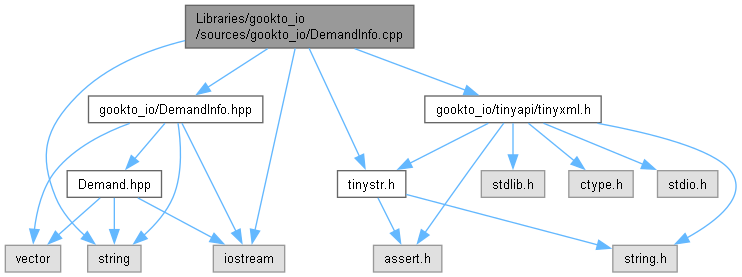 Libraries/gookto_io
/sources/gookto_io/DemandInfo.cpp
gookto_io/DemandInfo.hpp
gookto_io/tinyapi/tinyxml.h
Demand.hpp
tinystr.h
stdlib.h
ctype.h
stdio.h
vector
string
iostream
assert.h
string.h